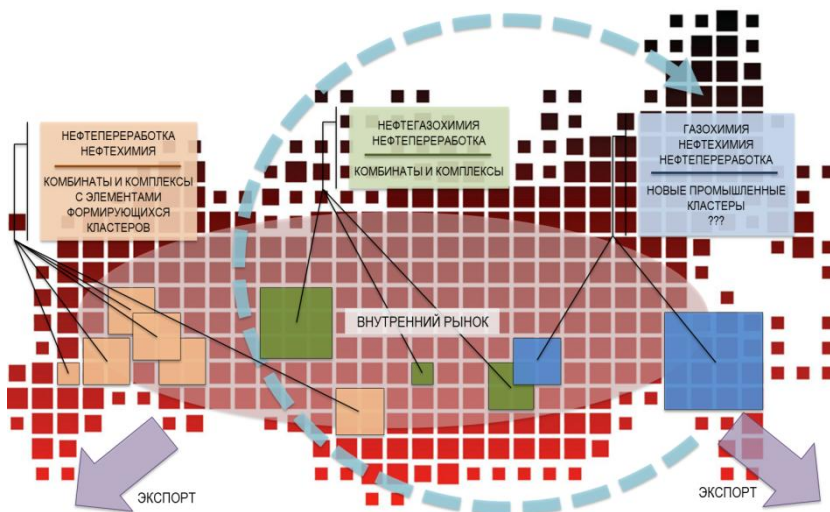 НЕФТЕПЕРЕРАБОТКА
НЕФТЕХИМИЯ
КОМБИНАТЫ И КОМПЛЕКСЫ
С ЭЛЕМЕНТАМИ
ФОРМИРУЮЩИХСЯ
КЛАСТЕРОВ
НЕФТЕГАЗОХИМИЯ
НЕФТЕПЕРЕРАБОТКА
КОМБИНАТЫ И КОМПЛЕКСЫ
ГАЗОХИМИЯ
НЕФТЕХИМИЯ
НЕФТЕПЕРЕРАБОТКА
НОВЫЕ ПРОМЫШЛЕННЫЕ
КЛАСТЕРЫ
???
ВНУТРЕННИЙ РЫНОК
ЭКСПОРТ
ЭКСПОРТ